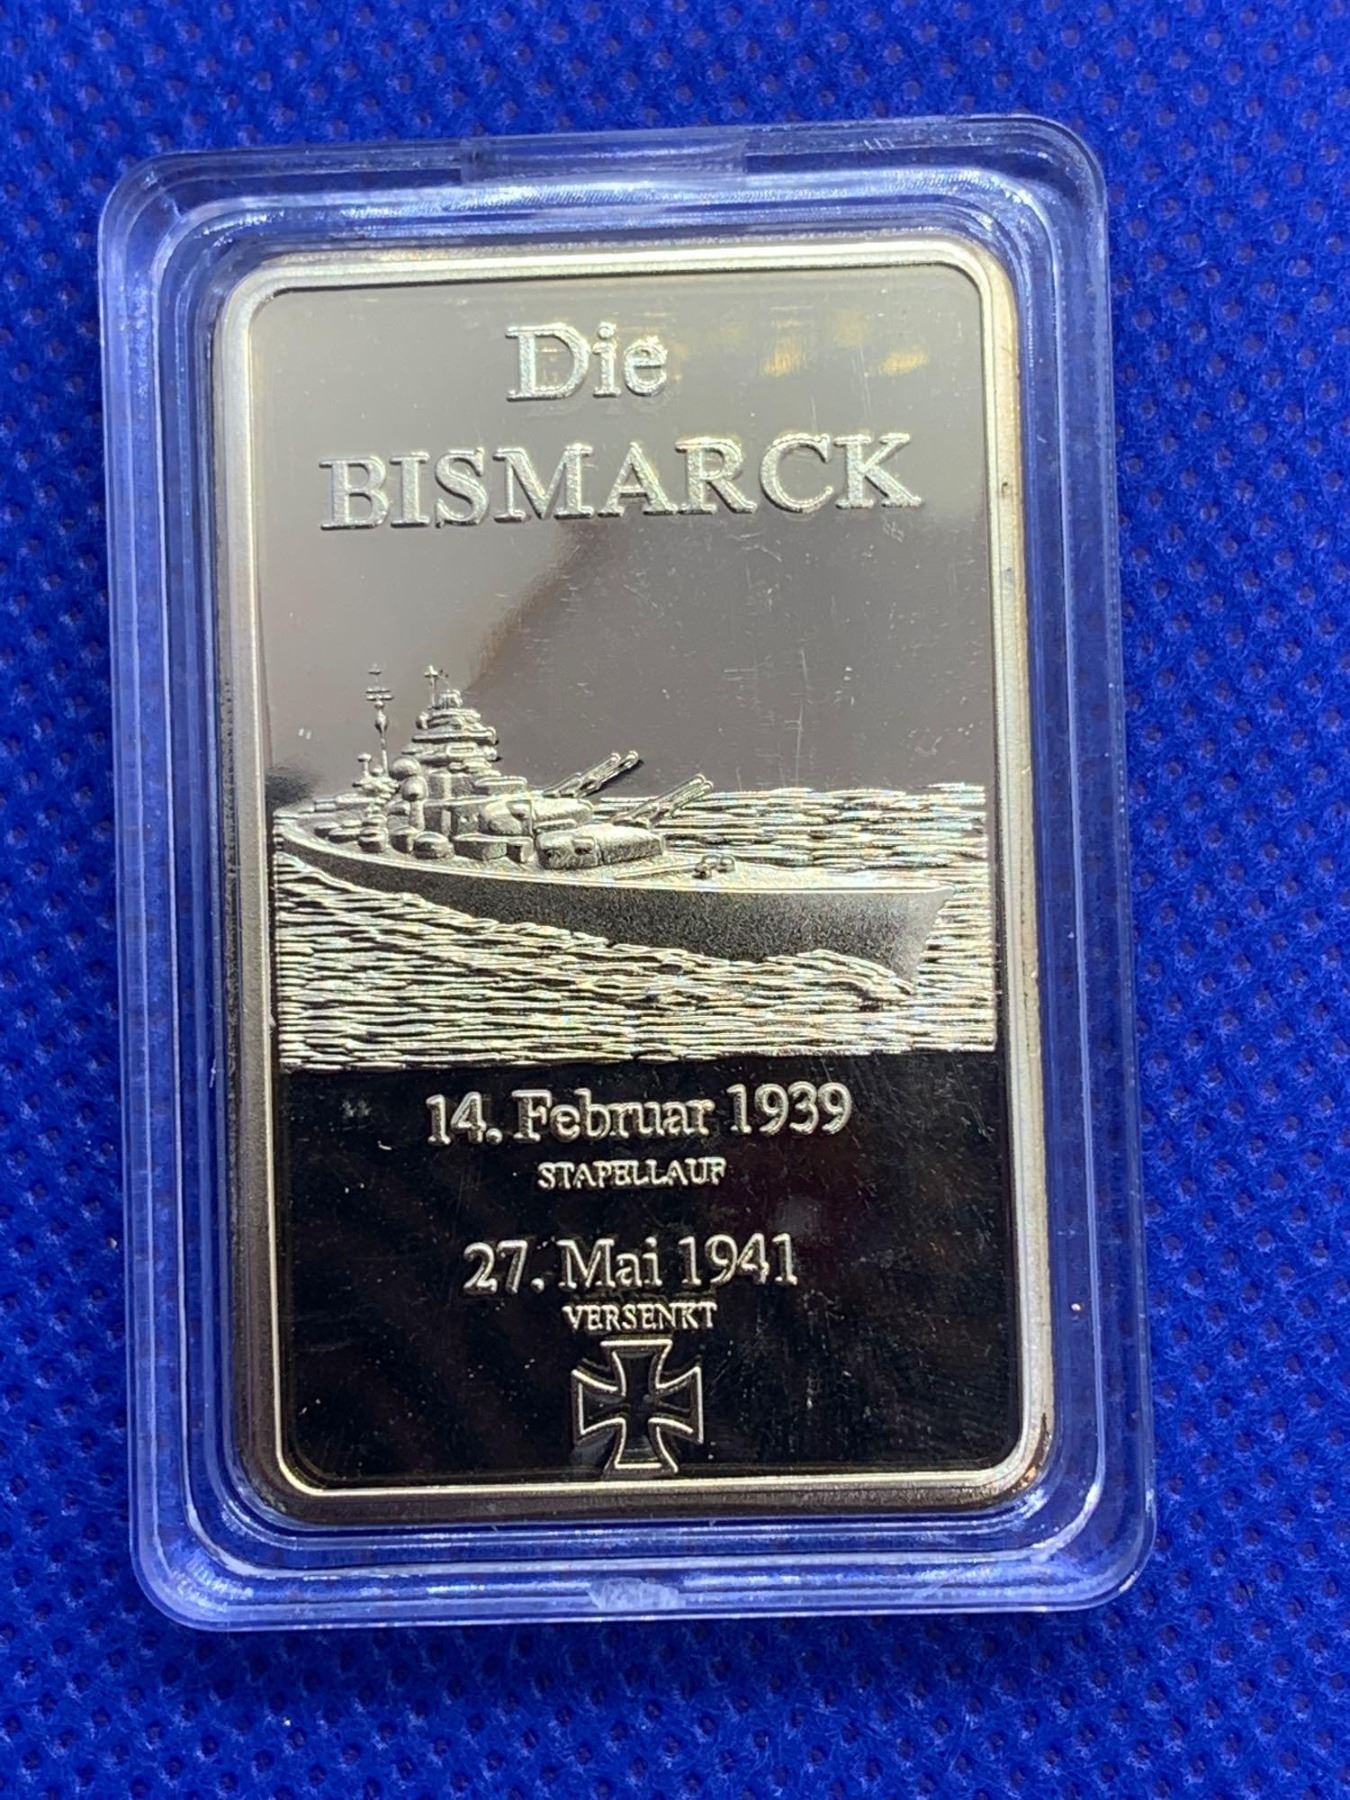 Die
BISMARCK
14. Februar 1939
STAPELLAUF
27. Mai 1941
VERSENKT